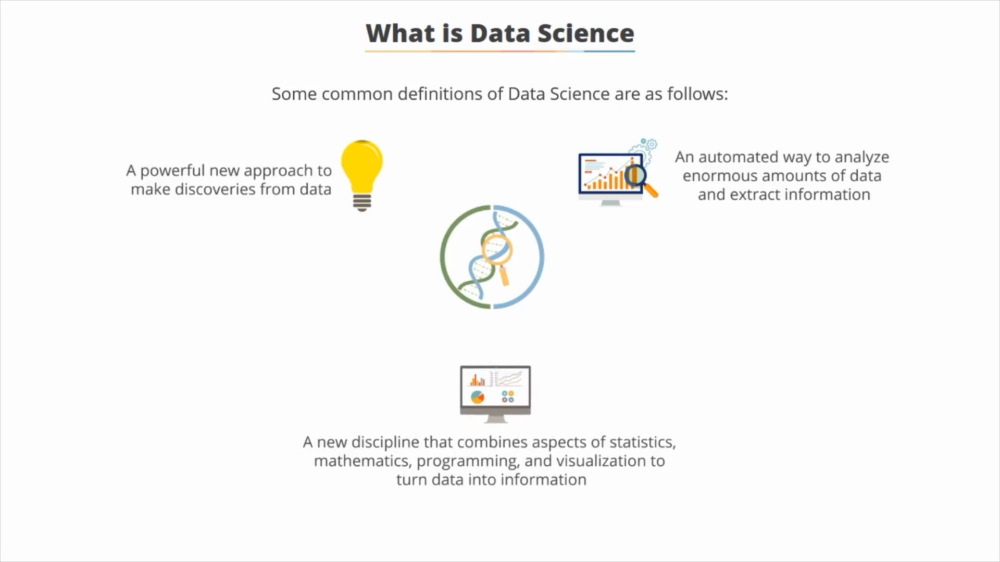 What is Data Science
Some common definitions of Data Science are as follows:
A powerful new approach to
make discoveries from data
An automated way to analyze
enormous amounts of data
and extract information
A new discipline that combines aspects of statistics,
mathematics, programming, and visualization to
turn data into information